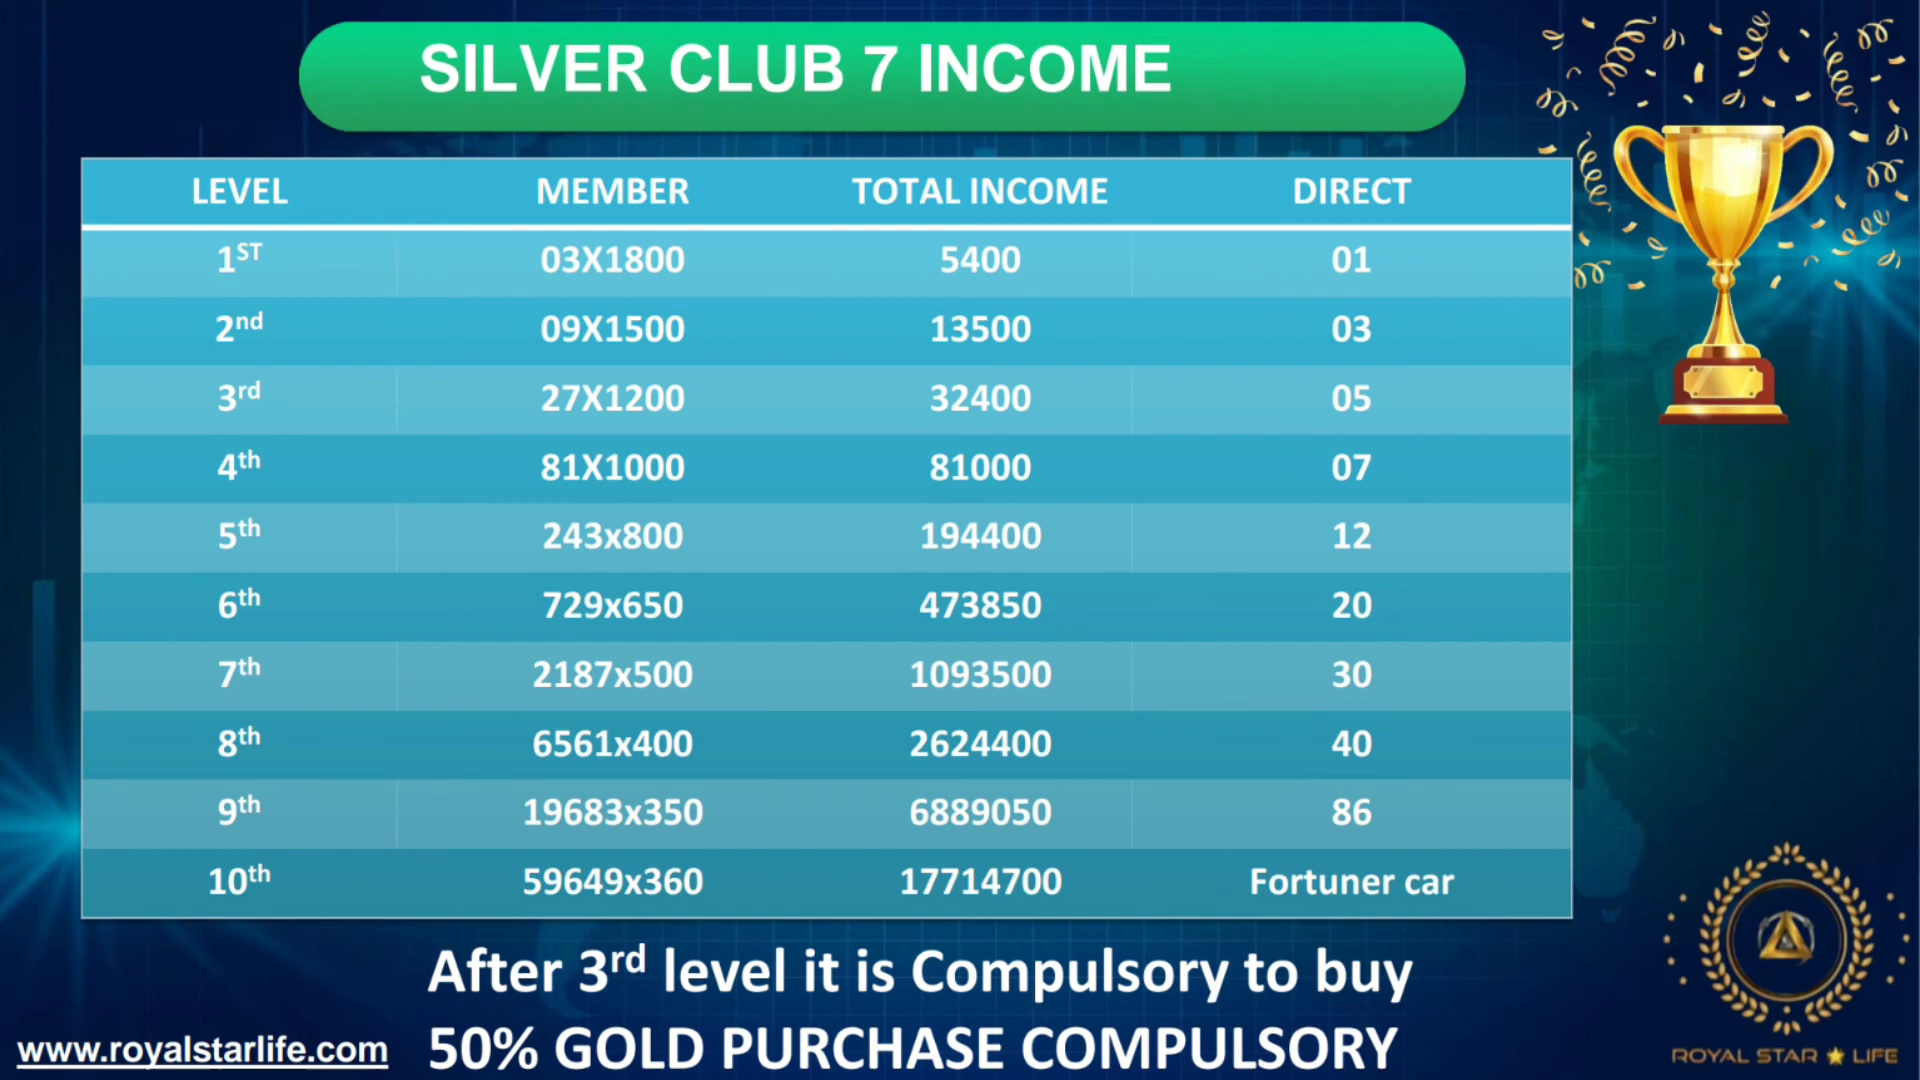 SILVER CLUB 7 INCOME
LEVEL MEMBER TOTAL INCOME DIRECT
1ST 03X1800 5400 01
2nd 09X1500 13500 03
3rd 27X1200 32400 05
4th 81X1000 81000 07
5th 243x800 194400 12
6th 729x650 473850 20
7th 2187x500 1093500 30
8th 6561x400 2624400 40
9th 19683x350 6889050 86
10th 59649x360 17714700 Fortuner car
After 3rd level it is Compulsory to buy
50% GOLD PURCHASE COMPULSORY
www.royalstarlife.com
ROYAL STAR LIFE